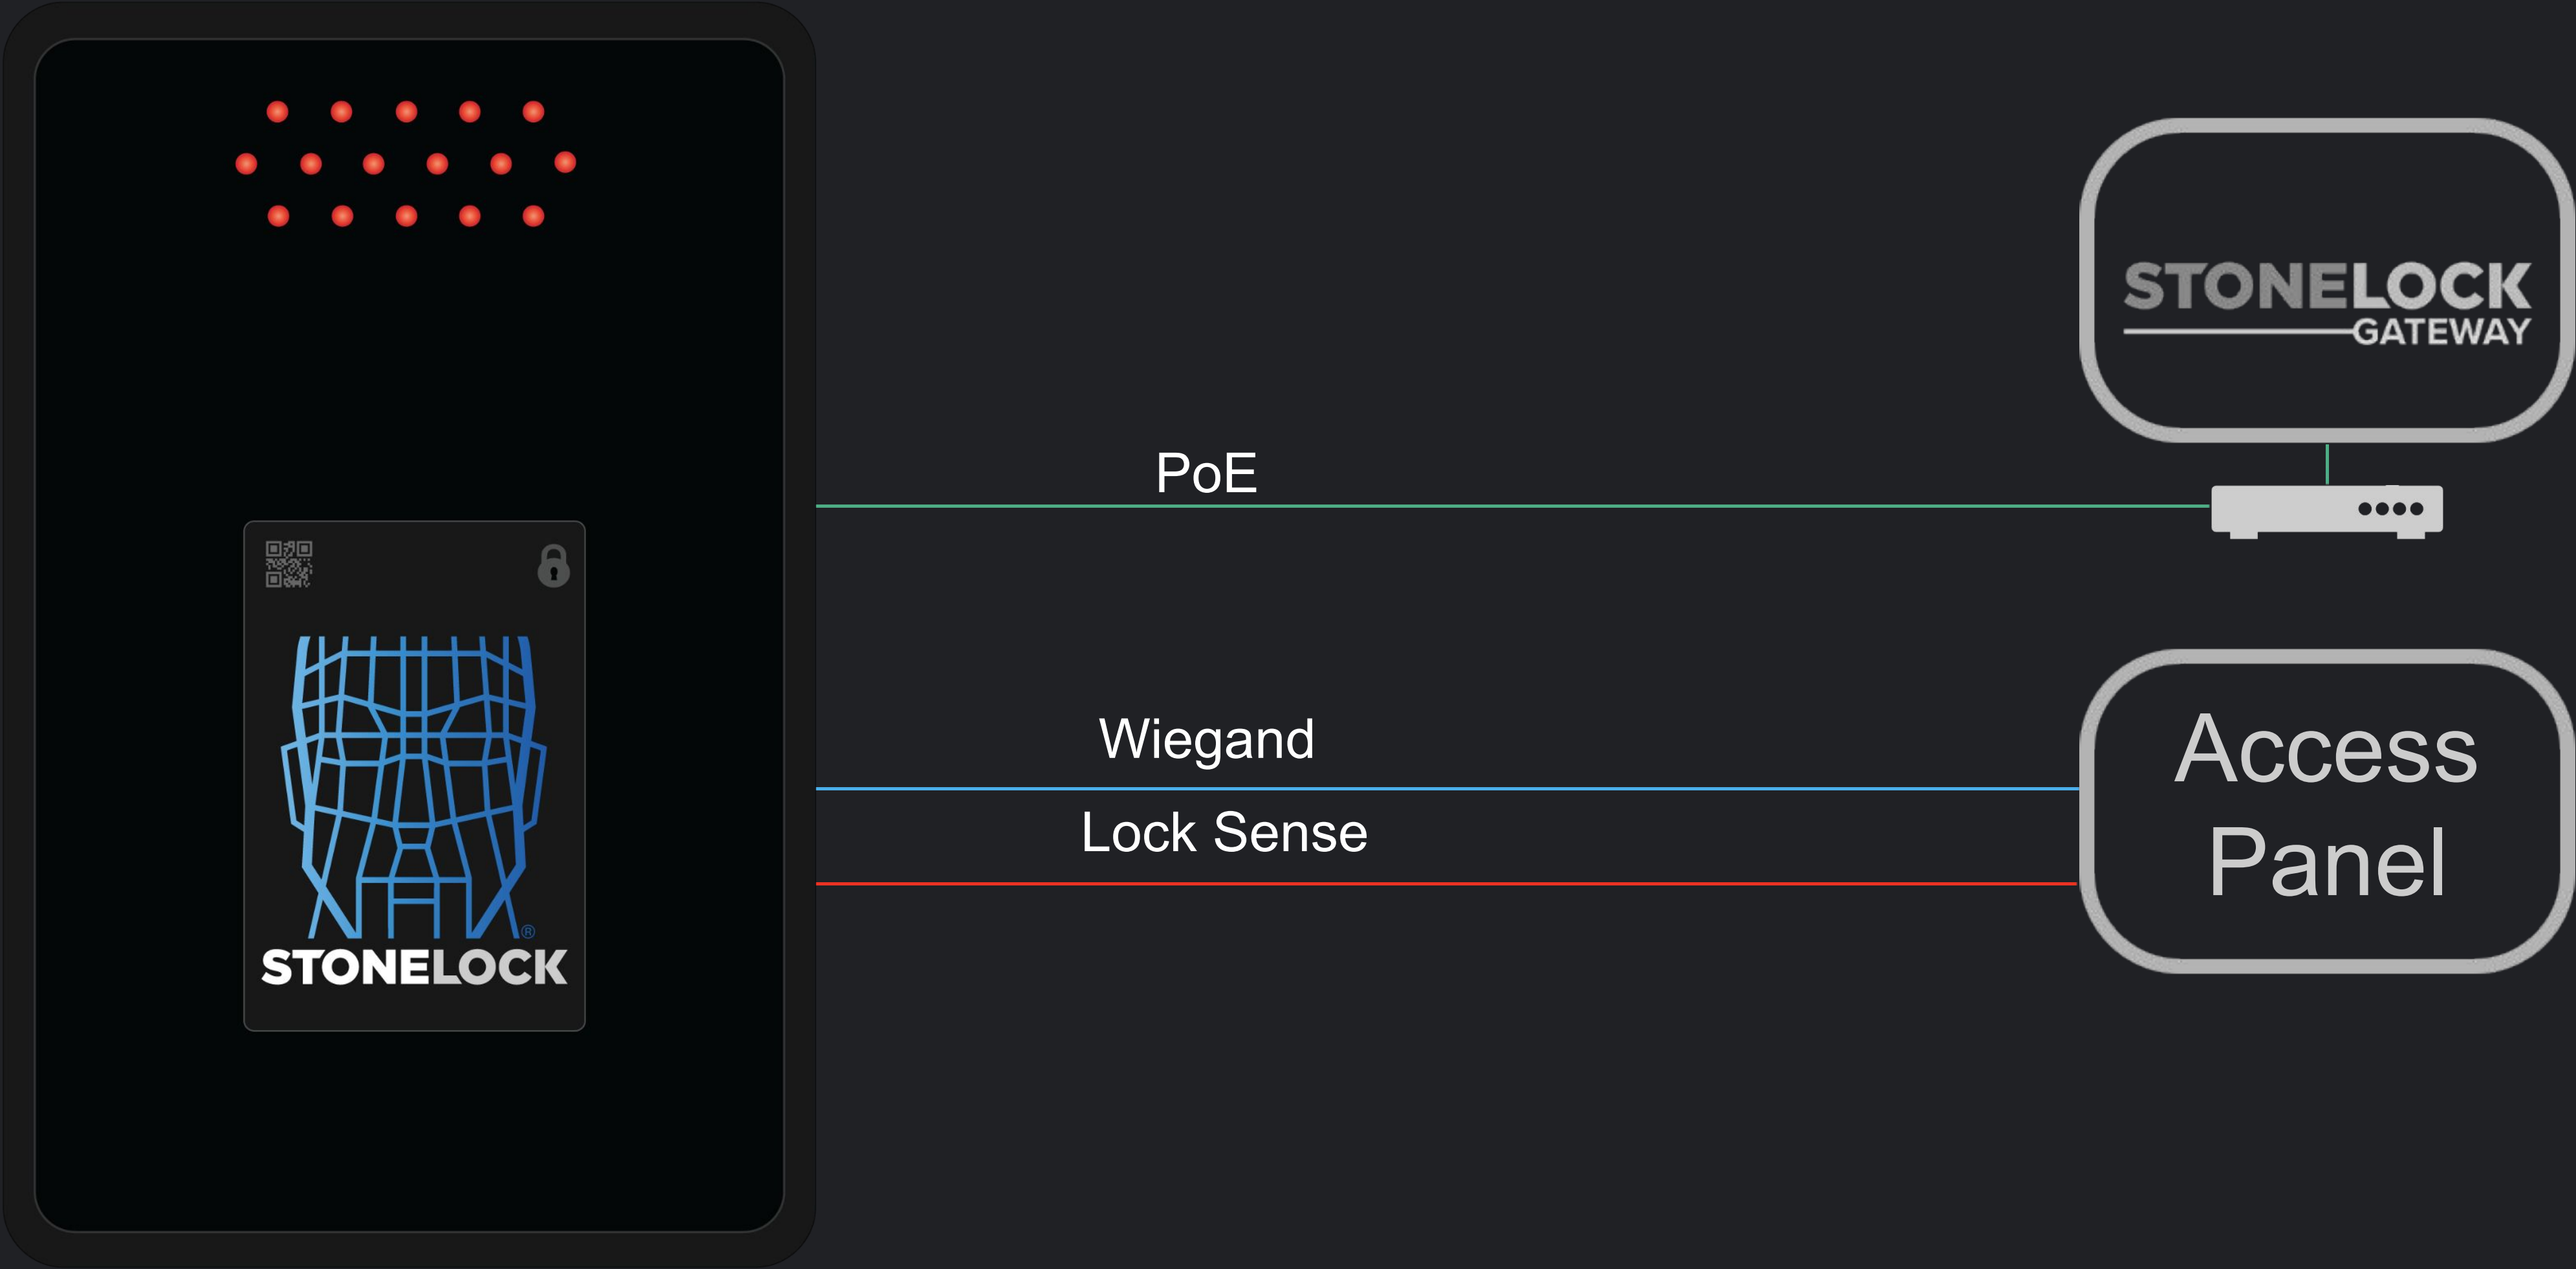 ®
STONELOCK
PoE
Wiegand
Lock Sense
STONELOCK
GATEWAY
Access
Panel